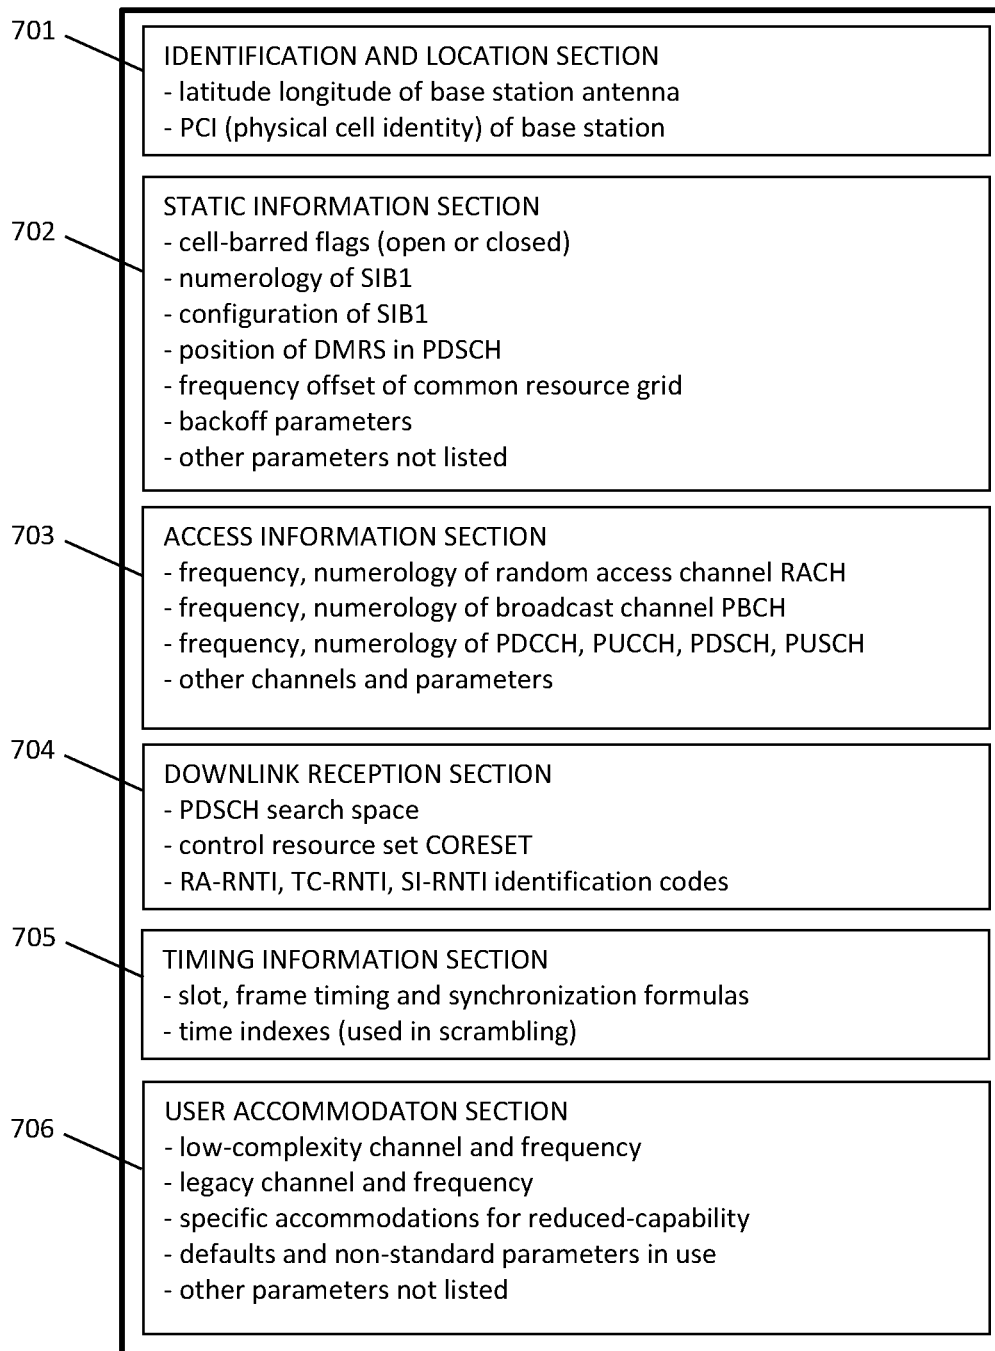 701
IDENTIFICATION AND LOCATION SECTION
- latitude longitude of base station antenna
- PCI (physical cell identity) of base station
702
STATIC INFORMATION SECTION
- cell-barred flags (open or closed)
- numerology of SIB1
- configuration of SIB1
- position of DMRS in PDSCH
- frequency offset of common resource grid
- backoff parameters
- other parameters not listed
703
ACCESS INFORMATION SECTION
- frequency, numerology of random access channel RACH
- frequency, numerology of broadcast channel PBCH
- frequency, numerology of PDCCH, PUCCH, PDSCH, PUSCH
- other channels and parameters
704
DOWNLINK RECEPTION SECTION
- PDSCH search space
- control resource set CORESET
- RA-RNTI, TC-RNTI, SI-RNTI identification codes
705
TIMING INFORMATION SECTION
- slot, frame timing and synchronization formulas
- time indexes (used in scrambling)
706
USER ACCOMMODATON SECTION
- low-complexity channel and frequency
- legacy channel and frequency
- specific accommodations for reduced-capability
- defaults and non-standard parameters in use
- other parameters not listed